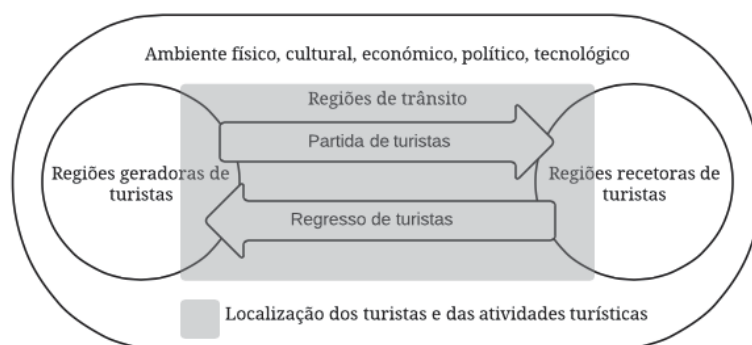 Ambiente físico, cultural, económico, político, tecnológico
Regiões de trânsito
Partida de turistas
Regiões geradoras de
turistas
Regiões recetoras de
turistas
Regresso de turistas
Localização dos turistas e das atividades turísticas